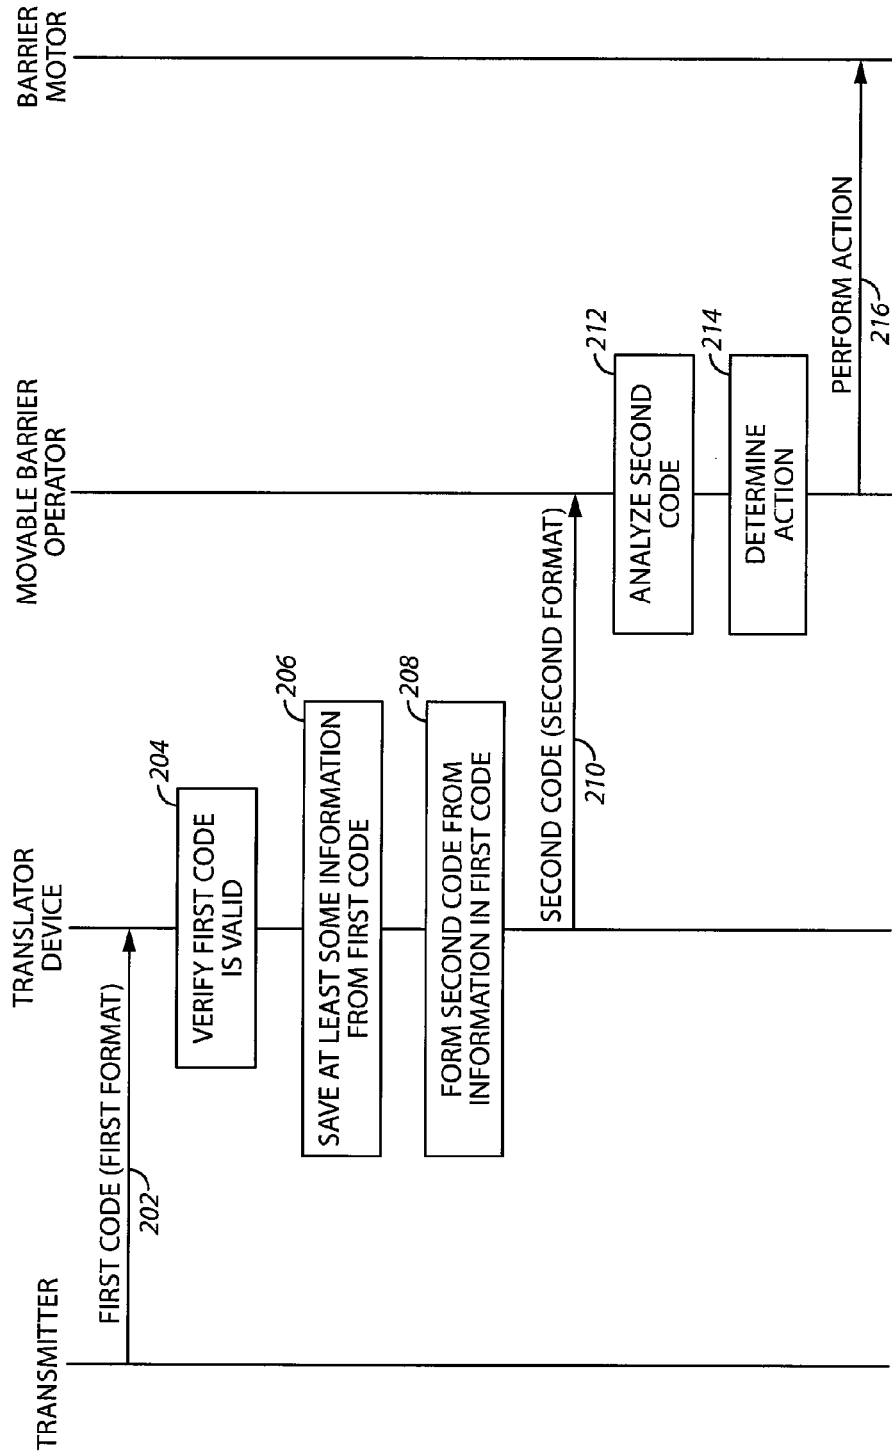 TRANSMITTER
TRANSLATOR
DEVICE
MOVABLE BARRIER
OPERATOR
BARRIER
MOTOR
FIRST CODE (FIRST FORMAT)
202
204
VERIFY FIRST CODE
IS VALID
206
SAVE AT LEAST SOME INFORMATION
FROM FIRST CODE
208
FORM SECOND CODE FROM
INFORMATION IN FIRST CODE
SECOND CODE (SECOND FORMAT)
210
212
ANALYZE SECOND
CODE
214
DETERMINE
ACTION
PERFORM ACTION
216